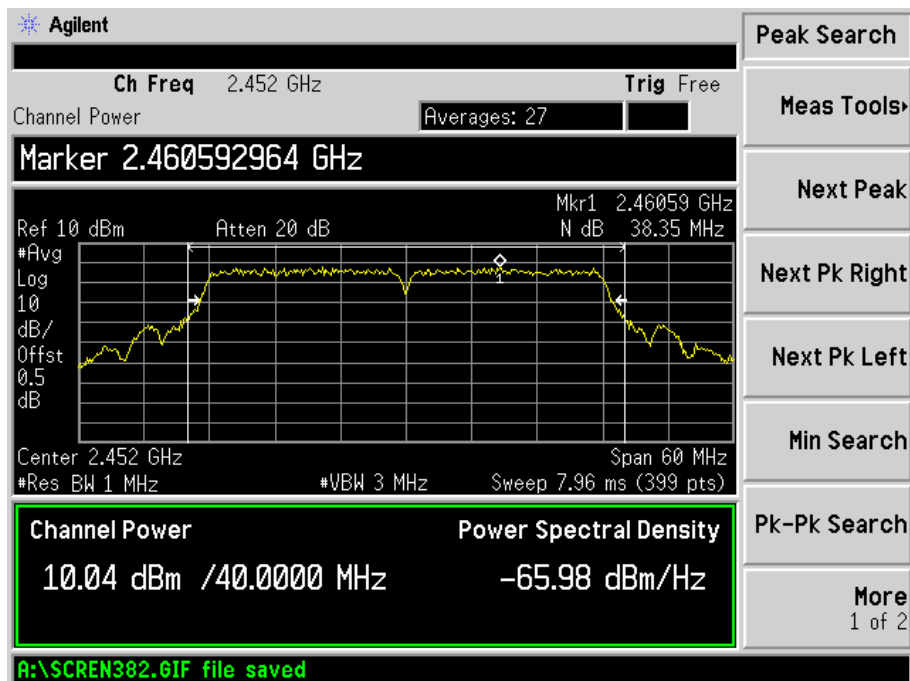 Agilent
Peak Search
Ch Freq 2.452 GHz Trig Free
Channel Power Averages: 27
Meas Tools▸
Marker 2.460592964 GHz
Next Peak
Mkr1 2.46059 GHz
Ref 10 dBm Atten 20 dB N dB 38.35 MHz
#Avg
Log
10
dB/
Offst
0.5
dB
1
Next Pk Right
Next Pk Left
Center 2.452 GHz Span 60 MHz
#Res BW 1 MHz #VBW 3 MHz Sweep 7.96 ms (399 pts)
Min Search
Channel Power Power Spectral Density
10.04 dBm /40.0000 MHz -65.98 dBm/Hz
Pk-Pk Search
More
1 of 2
A:\SCREN382.GIF file saved